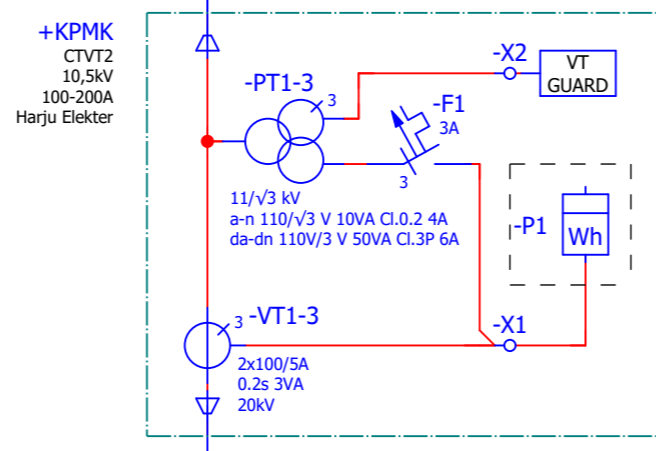 +KPMK
CTVT2
10,5kV
100-200A
Harju Elekter
-PT1-3
3
-X2
VT
GUARD
-F1
3A
3
11/√3 kV
a-n 110/√3 V 10VA Cl.0.2 4A
da-dn 110V/3 V 50VA Cl.3P 6A
-P1
Wh
3
-VT1-3
-X1
2x100/5A
0.2s 3VA
20kV